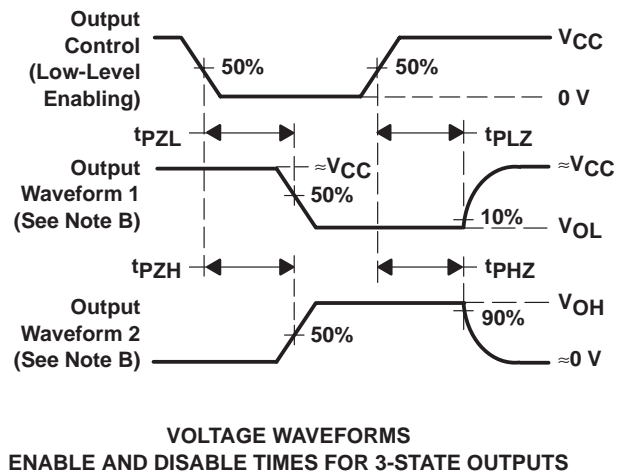 Output
Control
(Low-Level
Enabling)
50%
50%
VCC
0 V
tPZL
tPLZ
Output
Waveform 1
(See Note B)
≈VCC
50%
≈VCC
10%
VOL
tPZH
tPHZ
Output
Waveform 2
(See Note B)
50%
VOH
90%
≈0 V
VOLTAGE WAVEFORMS
ENABLE AND DISABLE TIMES FOR 3-STATE OUTPUTS